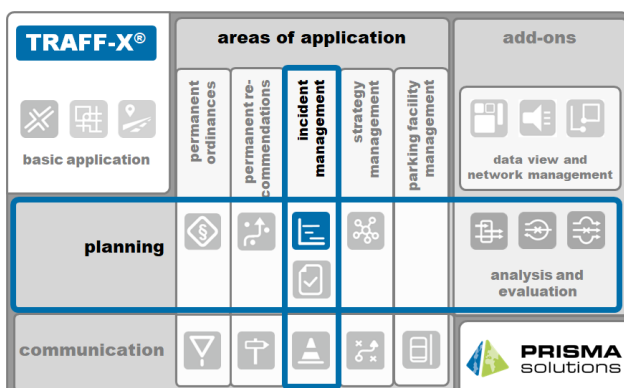 TRAFF-X®
areas of application
add-ons
basic application
permanent
ordinances
permanent re-
commendations
incident
management
strategy
management
parking facility
management
data view and
network management
planning
§
analysis and
evaluation
communication
PRISMA
solutions